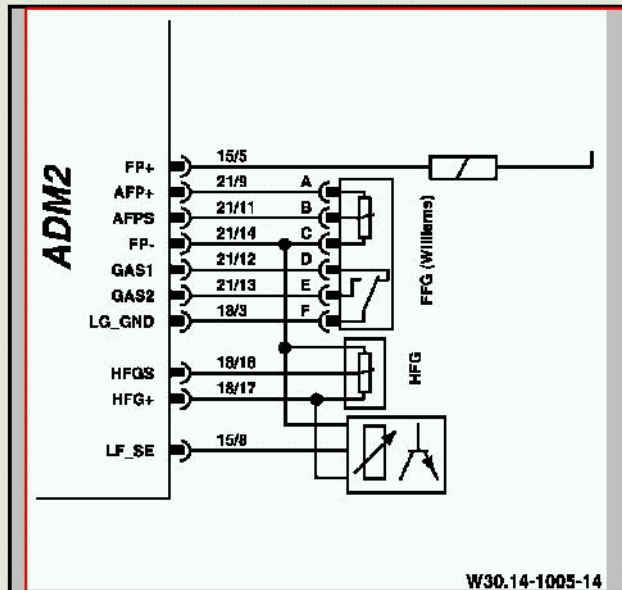 ADM2
FP+ 15/5
AFP+ 21/9 A
AFPS 21/11 B
FP- 21/14 C
GAS1 21/12 D
GAS2 21/13 E
LG_GND 18/3 F
FFG (Williams)
HFGS 18/16
HFG+ 18/17
HFG
LF_SE 15/8
W30.14-1005-14